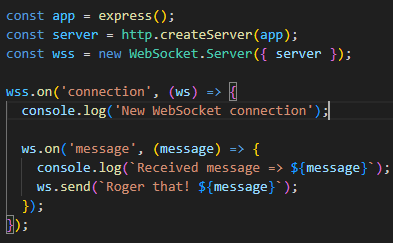 const app = express();
const server = http.createServer(app);
const wss = new WebSocket.Server({ server });

wss.on('connection', (ws) => {
  console.log('New WebSocket connection');

  ws.on('message', (message) => {
    console.log(`Received message => ${message}`);
    ws.send(`Roger that! ${message}`);
  });
});